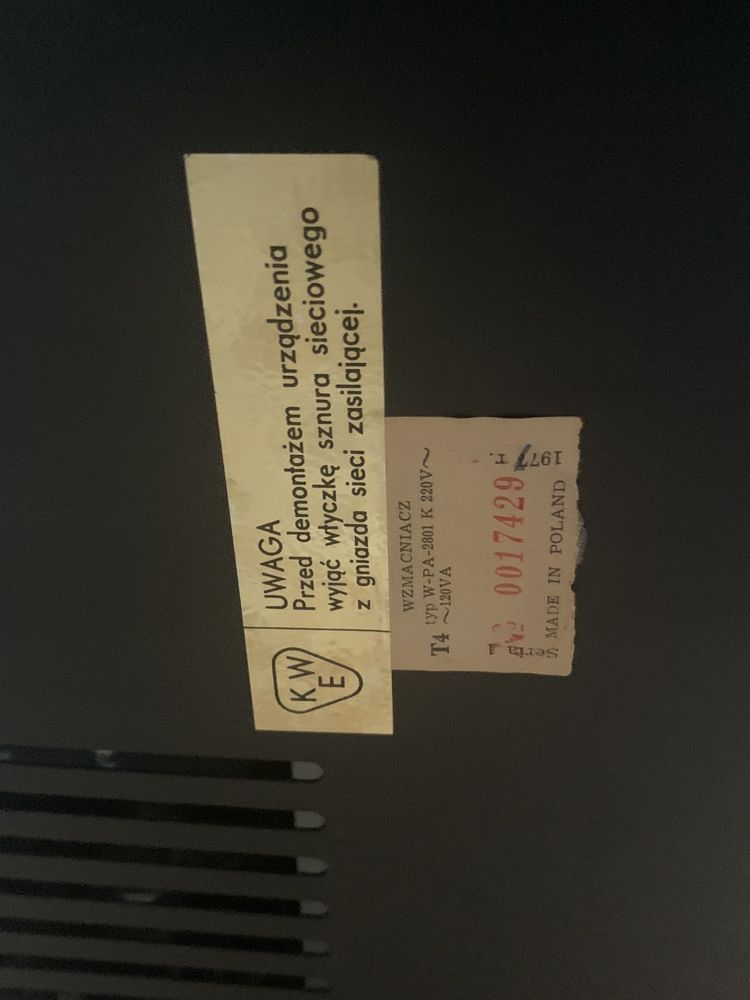 UWAGA
Przed demontażem urządzenia
wyjąć wtyczkę sznura sieciowego
z gniazda sieci zasilającej.
KWE
WZMACNIACZ
typ W-PA-2801 K 220V~
T4 ~120VA
0017429
MADE IN POLAND
1977 r.